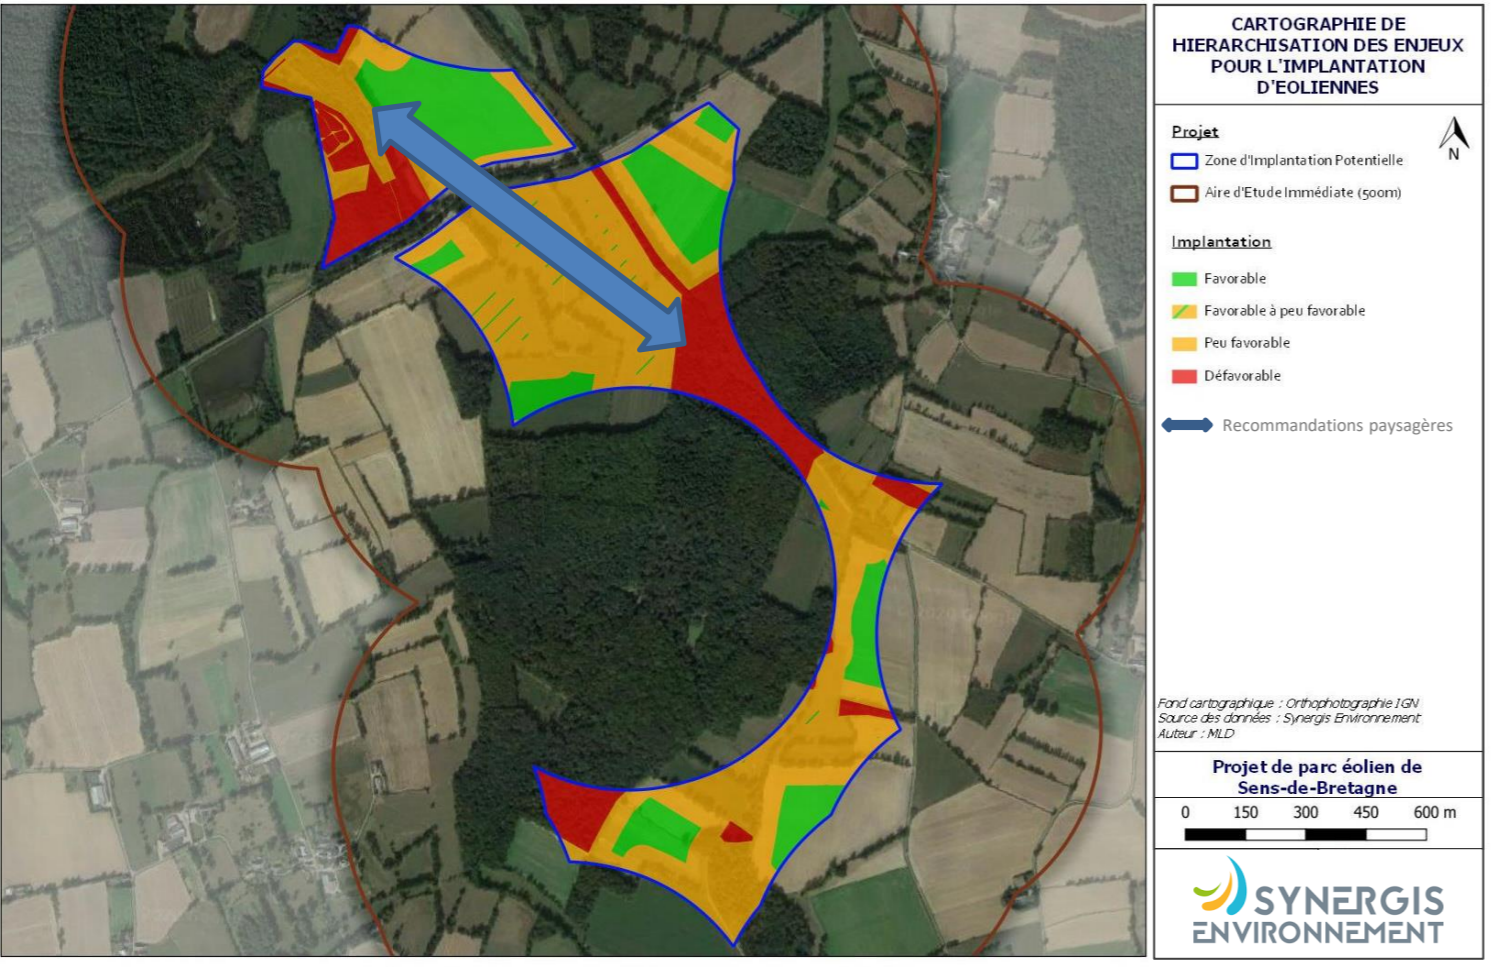 CARTOGRAPHIE DE
HIERARCHISATION DES ENJEUX
POUR L'IMPLANTATION
D'EOLIENNES
Projet
Zone d'Implantation Potentielle
Aire d'Etude Immédiate (500m)
N
Implantation
Favorable
Favorable à peu favorable
Peu favorable
Défavorable
Recommandations paysagères
Fond cartographique : Orthophotographie IGN
Source des données : Synergis Environnement
Auteur : MLD
Projet de parc éolien de
Sens-de-Bretagne
0 150 300 450 600 m
SYNERGIS
ENVIRONNEMENT